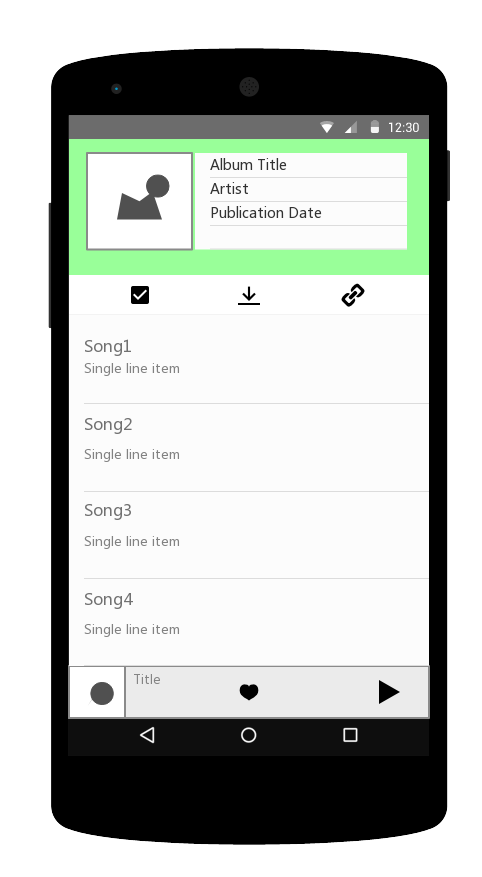 12:30
Album Title
Artist
Publication Date
Song1
Single line item
Song2
Single line item
Song3
Single line item
Song4
Single line item
Title